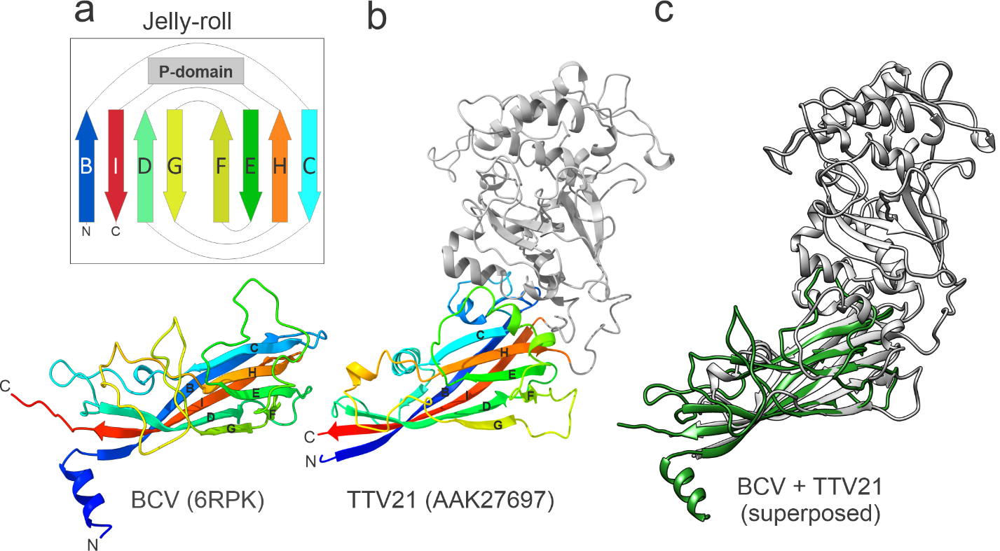 a
Jelly-roll
P-domain
B I D G F E H C
N C
C
H
B
E
I
F
D
G
C
N
BCV (6RPK)
b
C
H
E
B
I
F
D
G
C
N
TTV21 (AAK27697)
c
BCV + TTV21
(superposed)